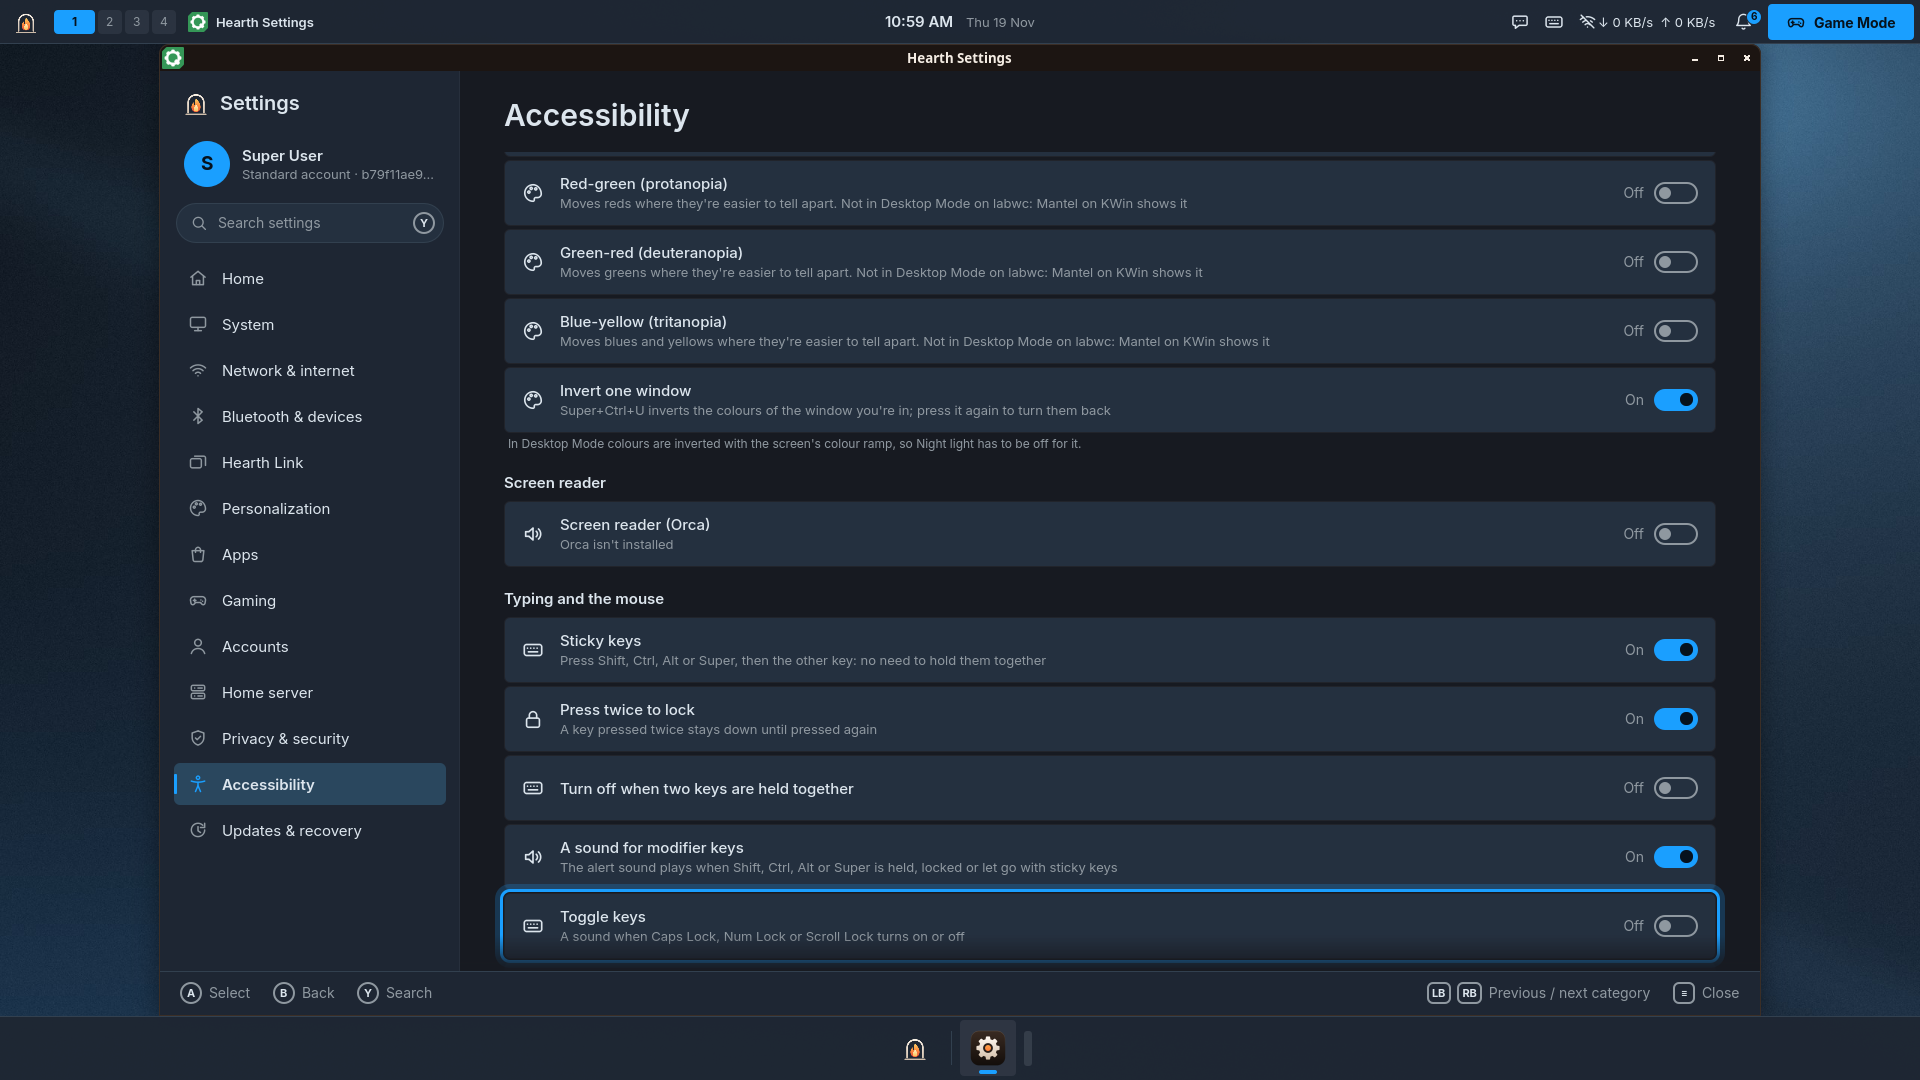 1 2 3 4 Hearth Settings
10:59 AM Thu 19 Nov
↓ 0 KB/s ↑ 0 KB/s 6 Game Mode
Hearth Settings
Settings
S
Super User
Standard account · b79f11ae9...
Search settings Y
Home
System
Network & internet
Bluetooth & devices
Hearth Link
Personalization
Apps
Gaming
Accounts
Home server
Privacy & security
Accessibility
Updates & recovery
Accessibility
Red-green (protanopia)
Moves reds where they're easier to tell apart. Not in Desktop Mode on labwc: Mantel on KWin shows it
Off
Green-red (deuteranopia)
Moves greens where they're easier to tell apart. Not in Desktop Mode on labwc: Mantel on KWin shows it
Off
Blue-yellow (tritanopia)
Moves blues and yellows where they're easier to tell apart. Not in Desktop Mode on labwc: Mantel on KWin shows it
Off
Invert one window
Super+Ctrl+U inverts the colours of the window you're in; press it again to turn them back
On
In Desktop Mode colours are inverted with the screen's colour ramp, so Night light has to be off for it.
Screen reader
Screen reader (Orca)
Orca isn't installed
Off
Typing and the mouse
Sticky keys
Press Shift, Ctrl, Alt or Super, then the other key: no need to hold them together
On
Press twice to lock
A key pressed twice stays down until pressed again
On
Turn off when two keys are held together
Off
A sound for modifier keys
The alert sound plays when Shift, Ctrl, Alt or Super is held, locked or let go with sticky keys
On
Toggle keys
A sound when Caps Lock, Num Lock or Scroll Lock turns on or off
Off
A Select B Back Y Search
LB RB Previous / next category Close